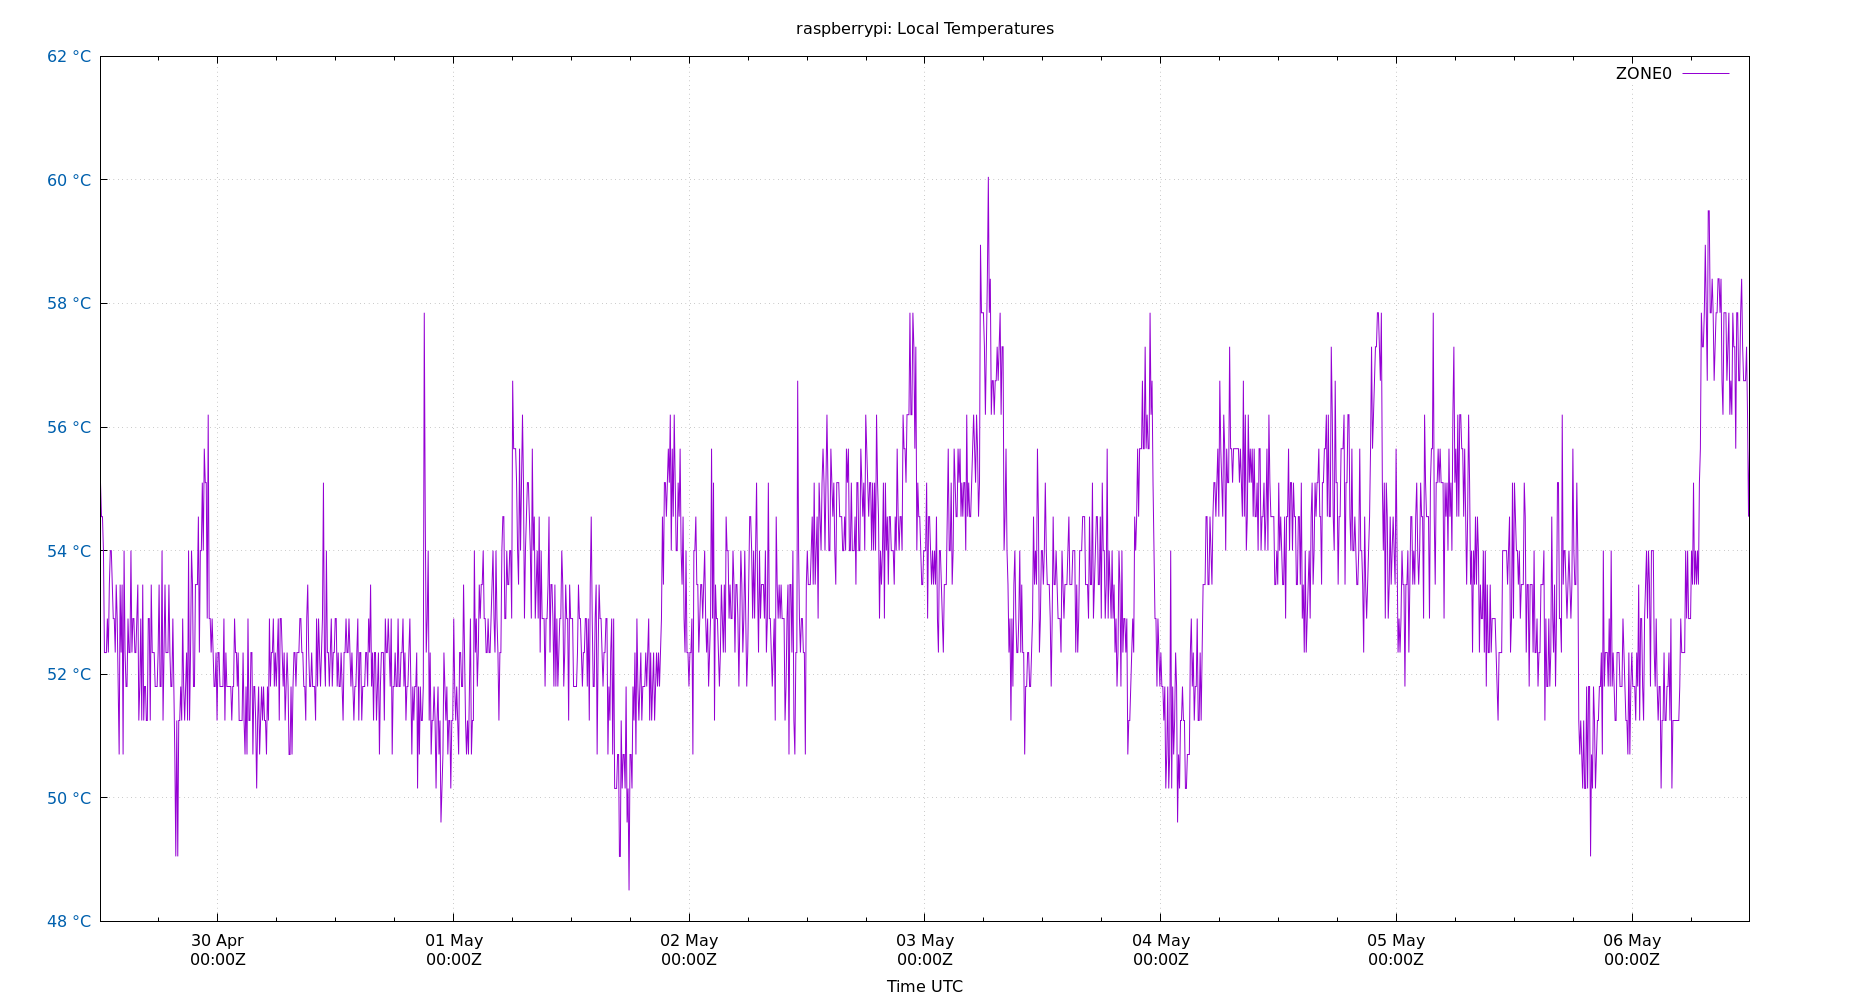 raspberrypi: Local Temperatures
ZONE0
62 °C
60 °C
58 °C
56 °C
54 °C
52 °C
50 °C
48 °C
30 Apr 01 May 02 May 03 May 04 May 05 May 06 May
00:00Z 00:00Z 00:00Z 00:00Z 00:00Z 00:00Z 00:00Z
Time UTC